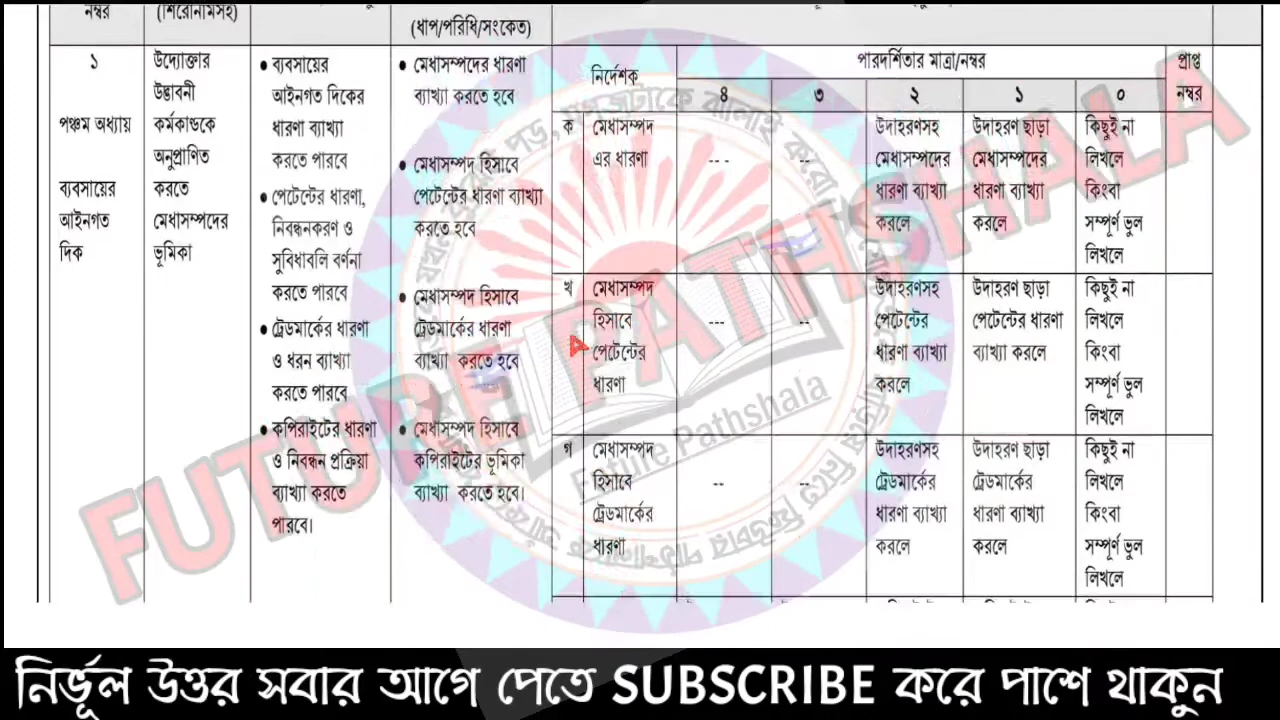 নম্বর
(শিরোনামসহ)
(ধাপ/পরিধি/সংকেত)
১
পঞ্চম অধ্যায়
ব্যবসায়ের
আইনগত
দিক
উদ্যোক্তার
উদ্ভাবনী
কর্মকান্ডকে
অনুপ্রাণিত
করতে
মেধাসম্পদের
ভূমিকা
• ব্যবসায়ের
আইনগত দিকের
ধারণা ব্যাখ্যা
করতে পারবে
• পেটেন্টের ধারণা,
নিবন্ধনকরণ ও
সুবিধাবলি বর্ণনা
করতে পারবে
• ট্রেডমার্কের ধারণা
ও ধরন ব্যাখ্যা
করতে পারবে
• কপিরাইটের ধারণা
ও নিবন্ধন প্রক্রিয়া
ব্যাখ্যা করতে
পারবে।
• মেধাসম্পদের ধারণা
ব্যাখ্যা করতে হবে
• মেধাসম্পদ হিসাবে
পেটেন্টের ধারণা ব্যাখ্যা
করতে হবে
• মেধাসম্পদ হিসাবে
ট্রেডমার্কের ধারণা
ব্যাখ্যা করতে হবে
• মেধাসম্পদ হিসাবে
কপিরাইটের ভূমিকা
ব্যাখ্যা করতে হবে।
নির্দেশক
পারদর্শিতার মাত্রা/নম্বর
প্রাপ্ত
নম্বর
৪ ৩ ২ ১ ০
ক
মেধাসম্পদ
এর ধারণা
-- -
--
উদাহরণসহ
মেধাসম্পদের
ধারণা ব্যাখ্যা
করলে
উদাহরণ ছাড়া
মেধাসম্পদের
ধারণা ব্যাখ্যা
করলে
কিছুই না
লিখলে
কিংবা
সম্পূর্ণ ভুল
লিখলে
খ
মেধাসম্পদ
হিসাবে
পেটেন্টের
ধারণা
---
--
উদাহরণসহ
পেটেন্টের
ধারণা ব্যাখ্যা
করলে
উদাহরণ ছাড়া
পেটেন্টের ধারণা
ব্যাখ্যা করলে
কিছুই না
লিখলে
কিংবা
সম্পূর্ণ ভুল
লিখলে
গ
মেধাসম্পদ
হিসাবে
ট্রেডমার্কের
ধারণা
--
--
উদাহরণসহ
ট্রেডমার্কের
ধারণা ব্যাখ্যা
করলে
উদাহরণ ছাড়া
ট্রেডমার্কের
ধারণা ব্যাখ্যা
করলে
কিছুই না
লিখলে
কিংবা
সম্পূর্ণ ভুল
লিখলে
FUTURE PATHSHALA
Future Pathshala
নির্ভূল উত্তর সবার আগে পেতে SUBSCRIBE করে পাশে থাকুন